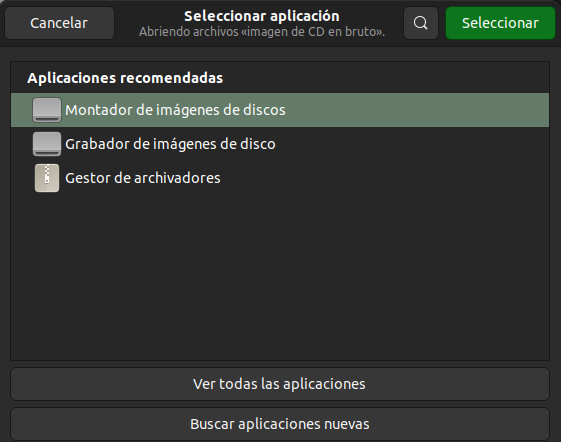 Cancelar
Seleccionar aplicación
Abriendo archivos «imagen de CD en bruto».
Seleccionar
Aplicaciones recomendadas
Montador de imágenes de discos
Grabador de imágenes de disco
Gestor de archivadores
Ver todas las aplicaciones
Buscar aplicaciones nuevas